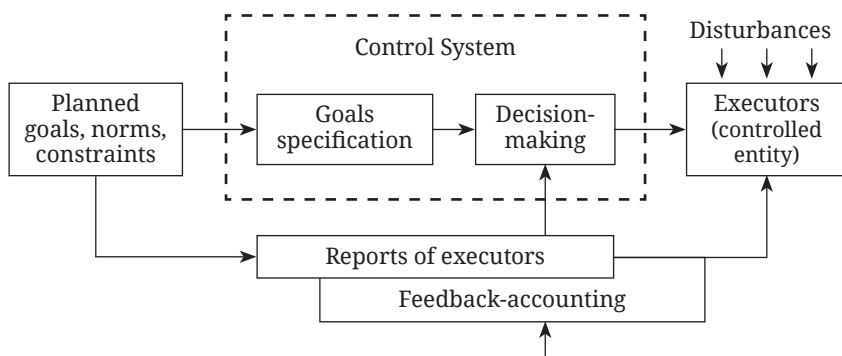 Disturbances
Control System
Planned
goals, norms,
constraints
Goals
specification
Decision-
making
Executors
(controlled
entity)
Reports of executors
Feedback-accounting